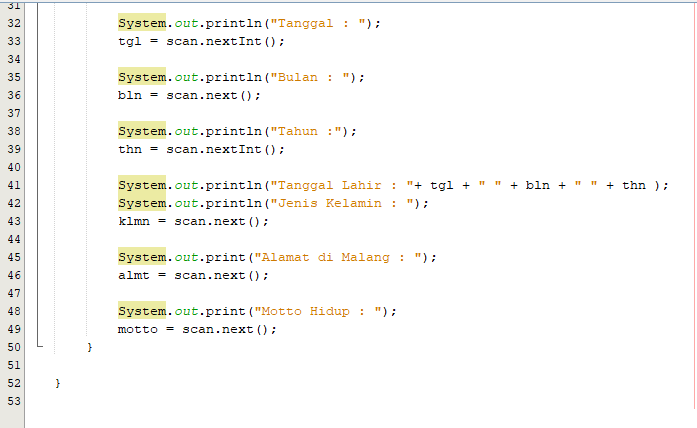 31
32 System.out.println("Tanggal : ");
33 tgl = scan.nextInt();
34
35 System.out.println("Bulan : ");
36 bln = scan.next();
37
38 System.out.println("Tahun :");
39 thn = scan.nextInt();
40
41 System.out.println("Tanggal Lahir : "+ tgl + " " + bln + " " + thn );
42 System.out.println("Jenis Kelamin : ");
43 klmn = scan.next();
44
45 System.out.print("Alamat di Malang : ");
46 almt = scan.next();
47
48 System.out.print("Motto Hidup : ");
49 motto = scan.next();
50 }
51
52 }
53